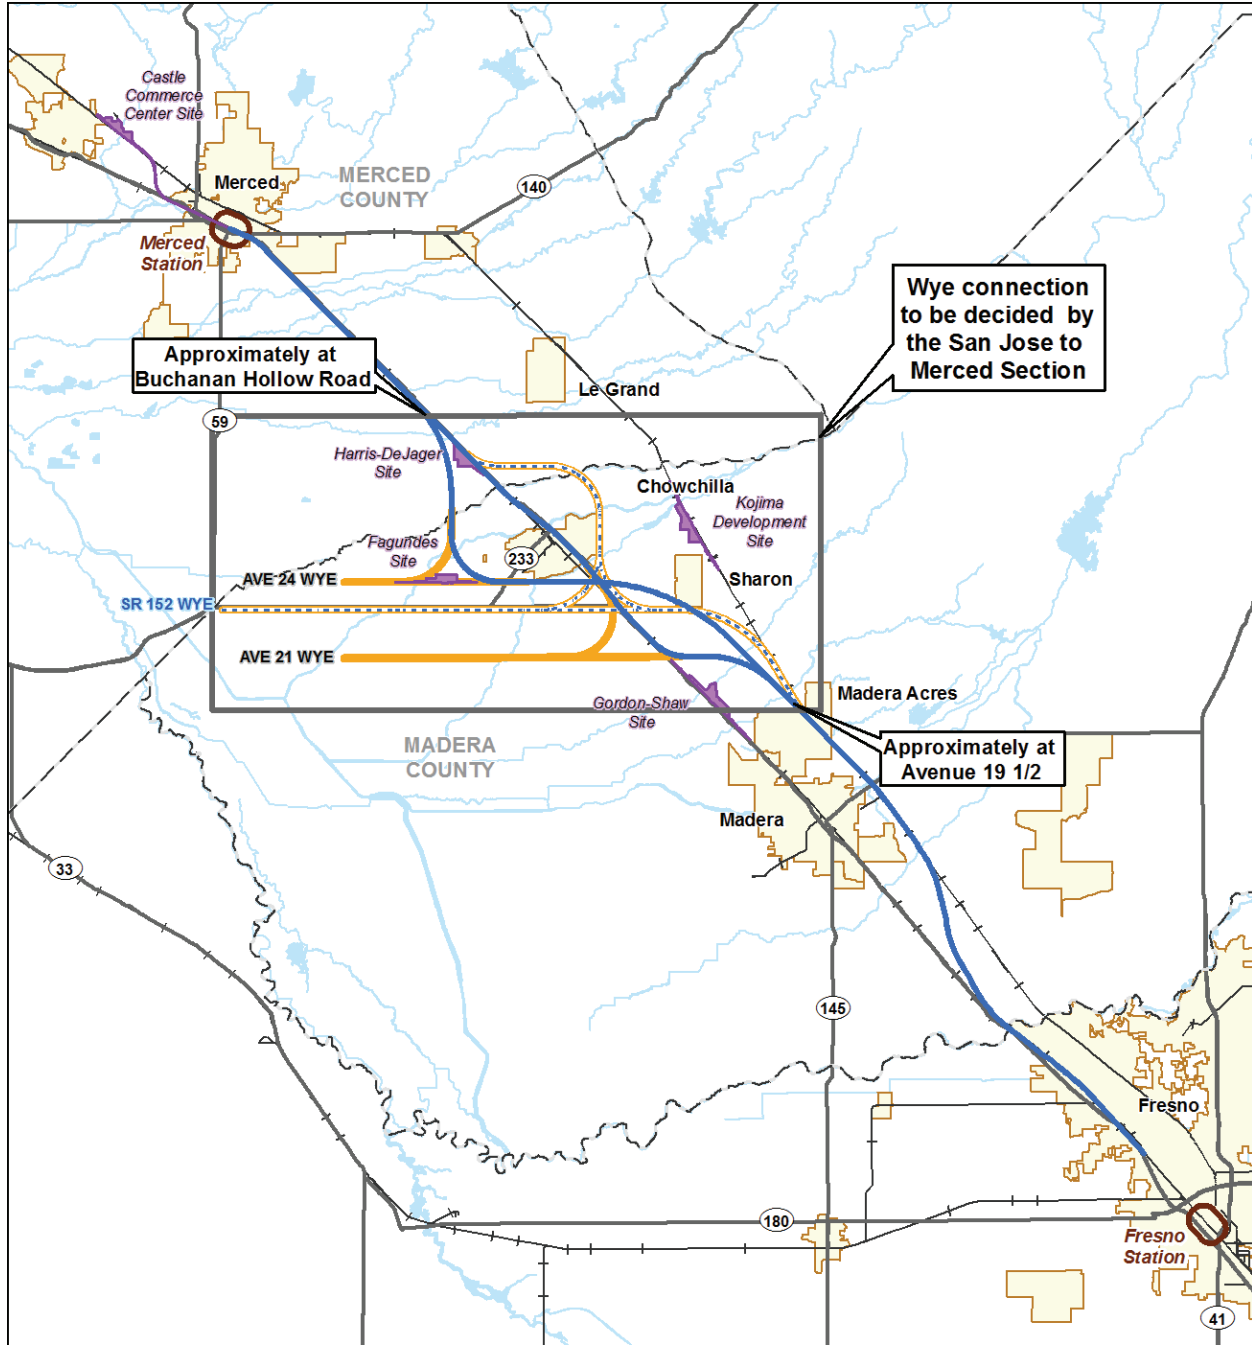 Castle
Commerce
Center Site
Merced
MERCED
COUNTY
140
Merced
Station
Wye connection
to be decided by
the San Jose to
Merced Section
Approximately at
Buchanan Hollow Road
Le Grand
59
Harris-DeJager
Site
Chowchilla
Kojima
Development
Site
Fagundes
Site
233
AVE 24 WYE
Sharon
SR 152 WYE
AVE 21 WYE
Gordon-Shaw
Site
Madera Acres
MADERA
COUNTY
Approximately at
Avenue 19 1/2
Madera
33
145
Fresno
180
Fresno
Station
41